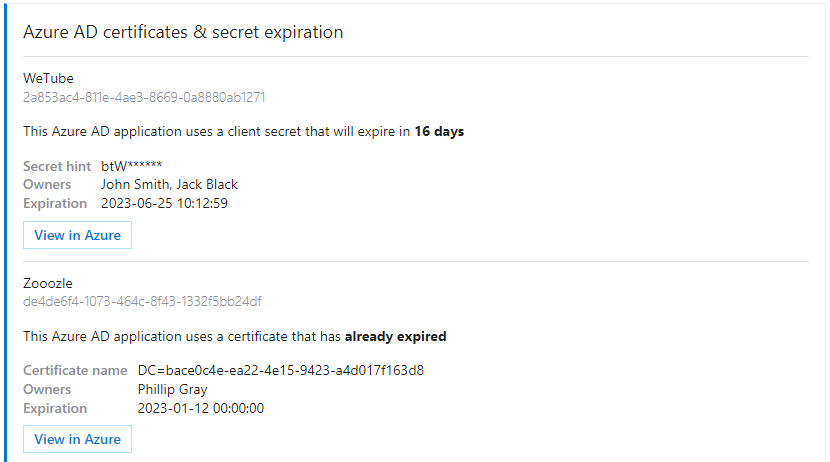 Azure AD certificates & secret expiration
WeTube
2a853ac4-811e-4ae3-8669-0a8880ab1271
This Azure AD application uses a client secret that will expire in 16 days
Secret hint btW******
Owners John Smith, Jack Black
Expiration 2023-06-25 10:12:59
View in Azure
Zooozle
de4de6f4-1073-464c-8f43-1332f5bb24df
This Azure AD application uses a certificate that has already expired
Certificate name DC=bace0c4e-ea22-4e15-9423-a4d017f163d8
Owners Phillip Gray
Expiration 2023-01-12 00:00:00
View in Azure